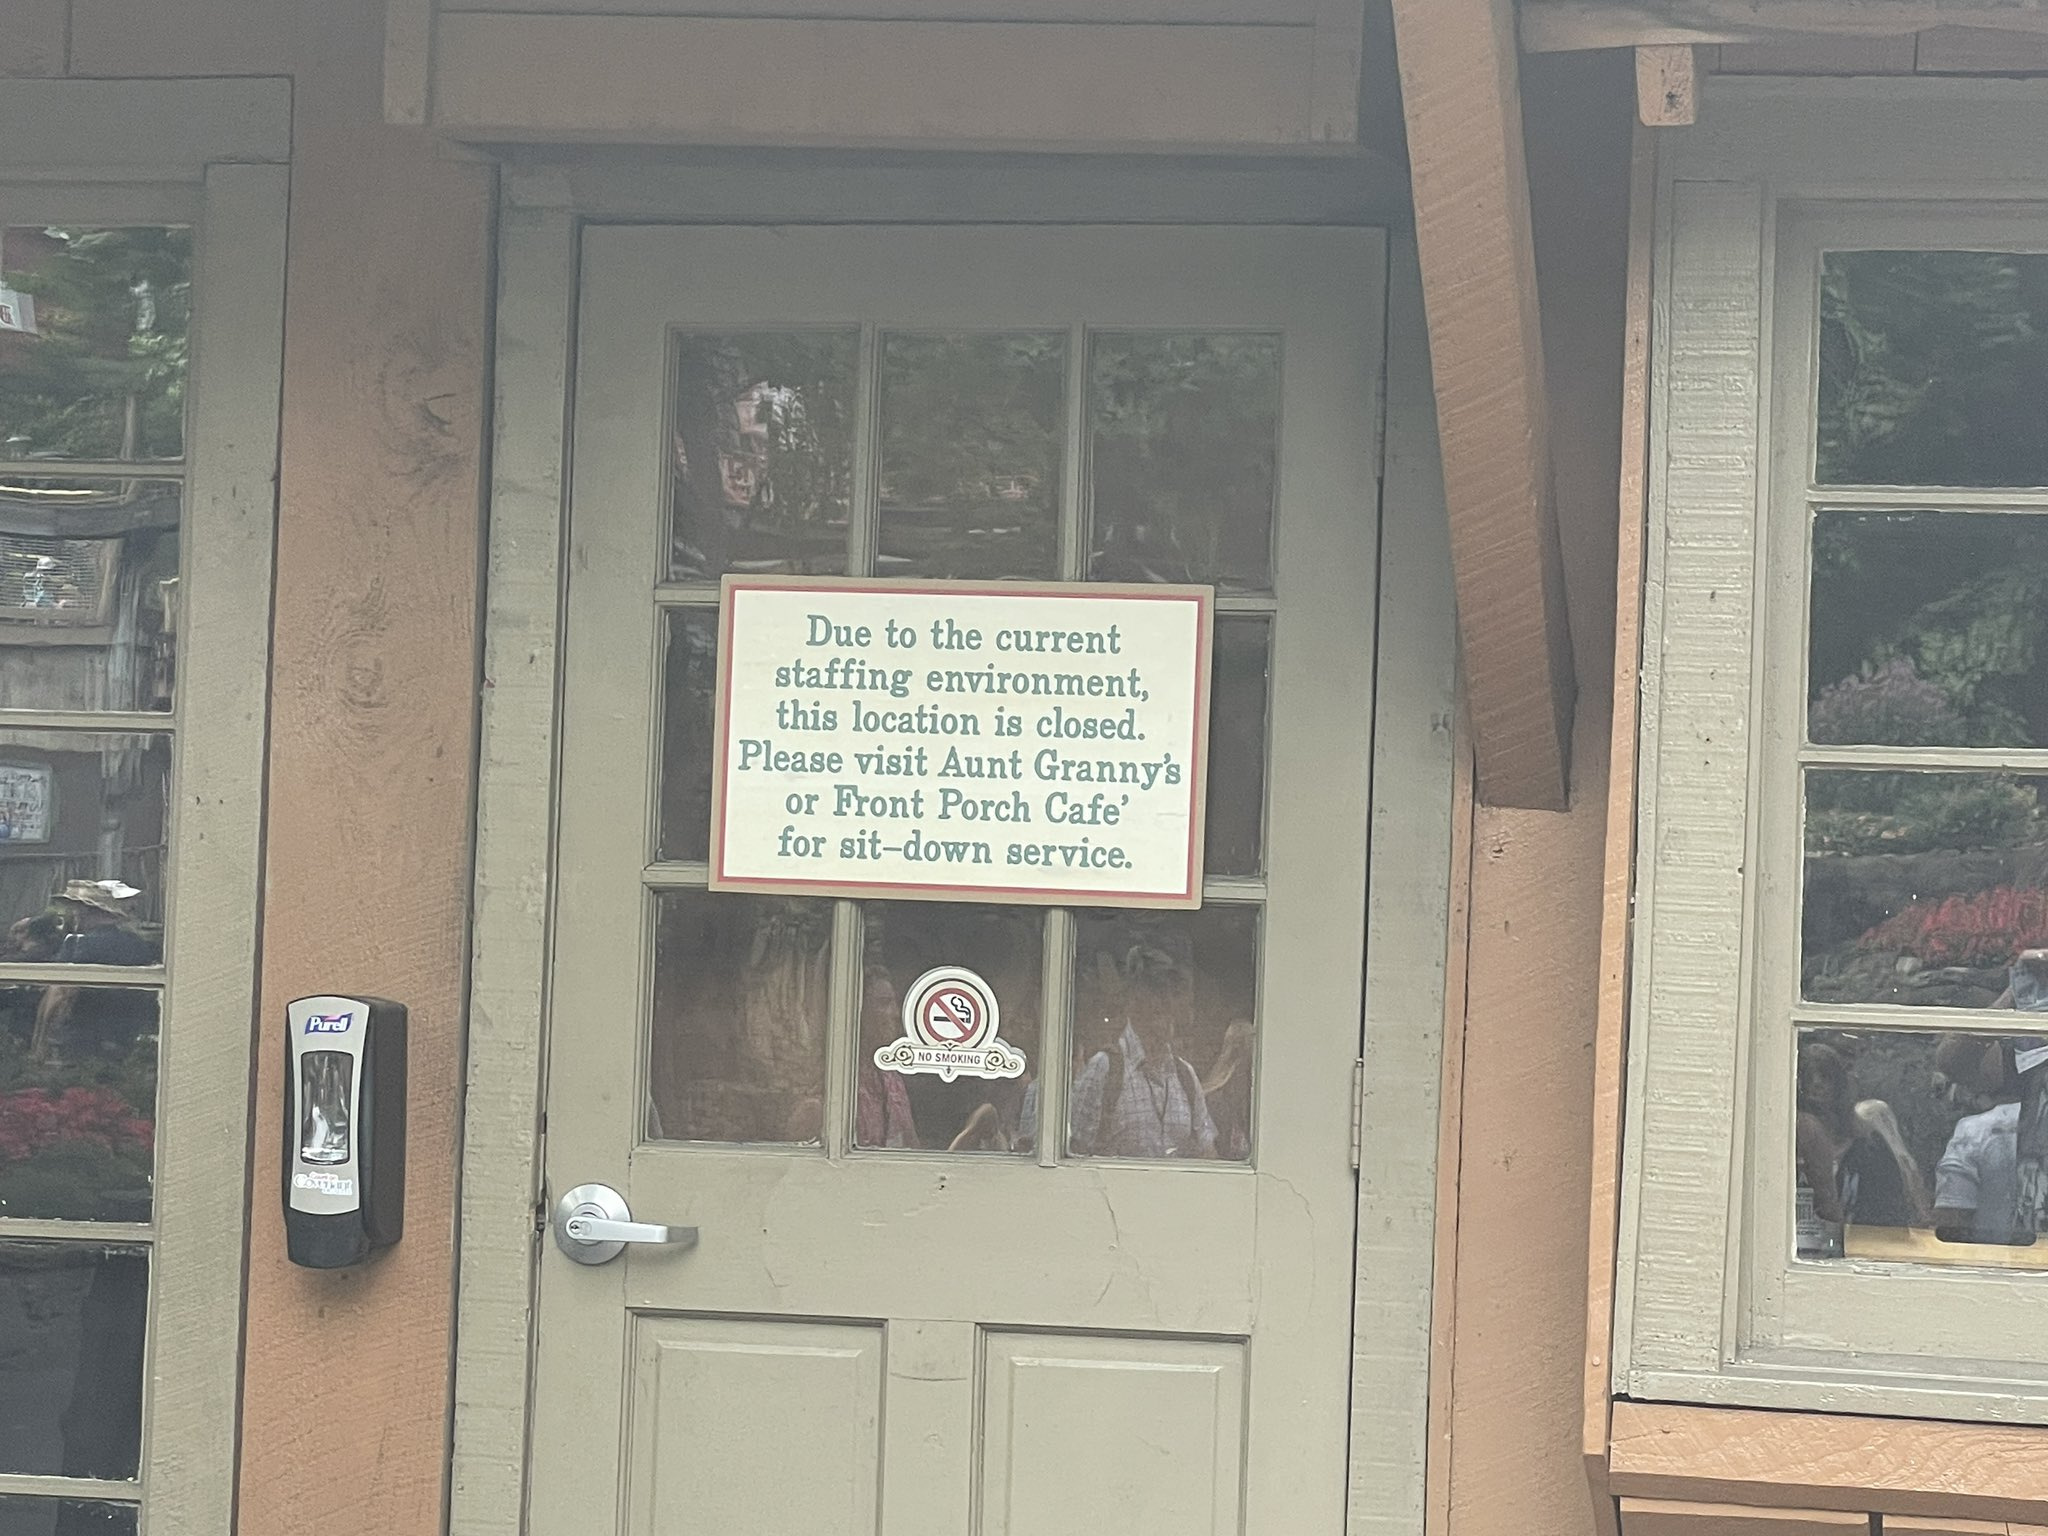 Due to the current
staffing environment,
this location is closed.
Please visit Aunt Granny's
or Front Porch Cafe'
for sit-down service.
NO SMOKING
Purell